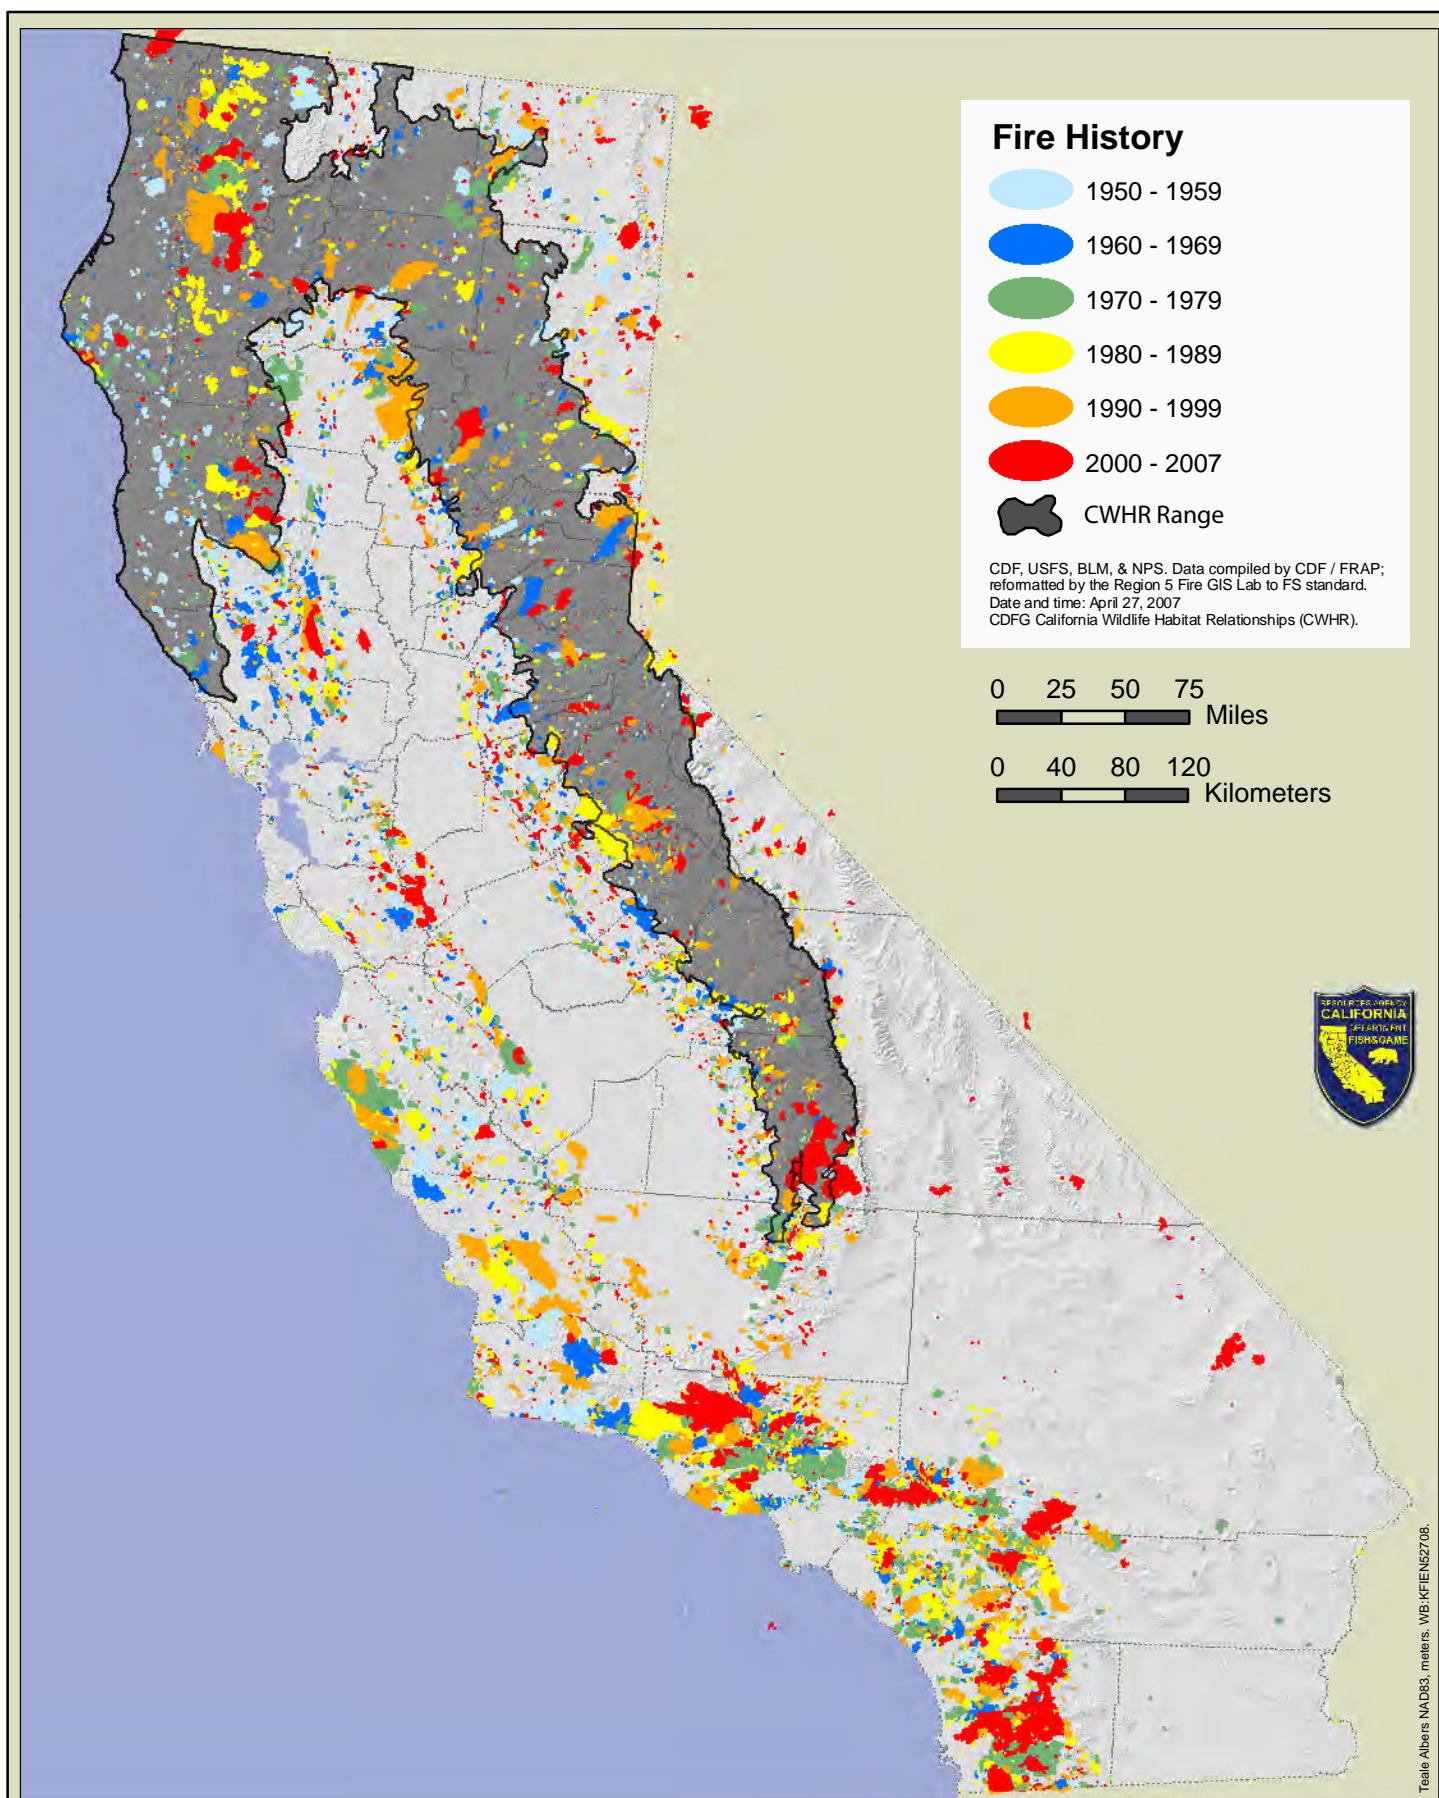 Fire History
1950 - 1959
1960 - 1969
1970 - 1979
1980 - 1989
1990 - 1999
2000 - 2007
CWHR Range
CDF, USFS, BLM, & NPS. Data compiled by CDF / FRAP;
reformatted by the Region 5 Fire GIS Lab to FS standard.
Date and time: April 27, 2007
CDFG California Wildlife Habitat Relationships (CWHR).
0 25 50 75
Miles
0 40 80 120
Kilometers
RESOURCES AGENCY
CALIFORNIA
DEPARTMENT
FISH&GAME
Teale Albers NAD83, meters. WB:KFIEN52708.